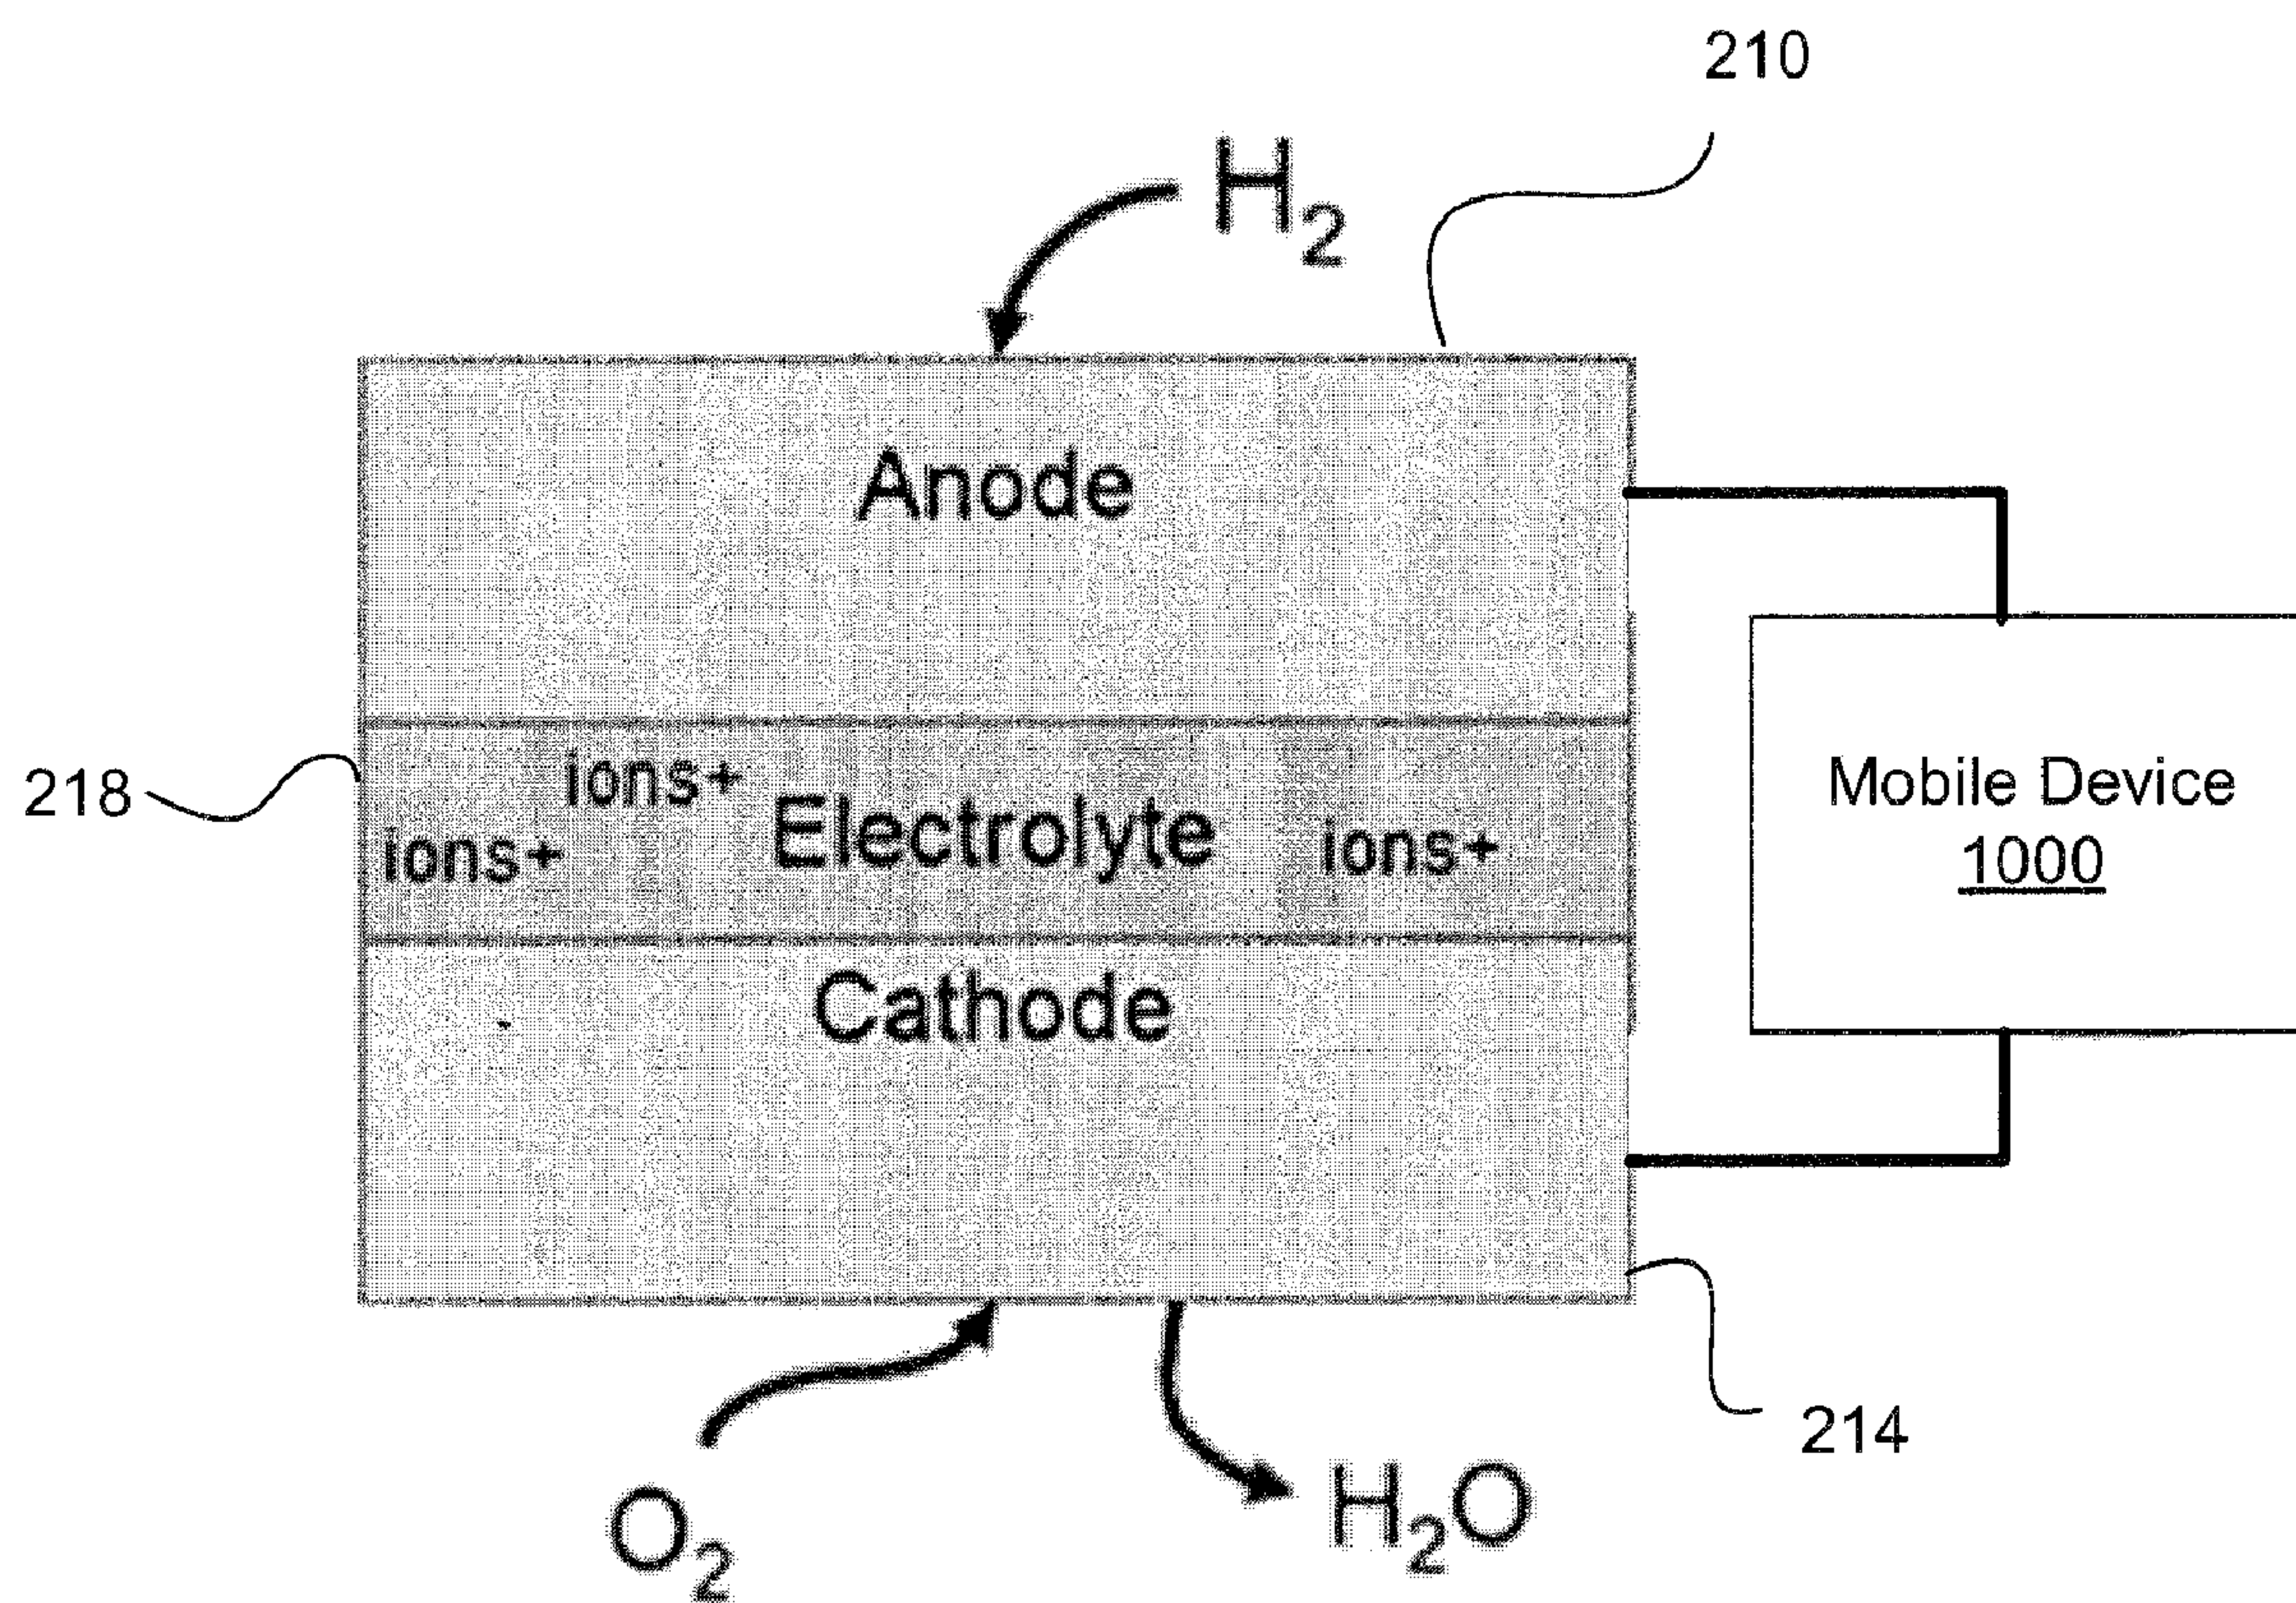 210
H₂
Anode
218
ions+
ions+
Electrolyte
ions+
Mobile Device
1000
Cathode
214
O₂
H₂O